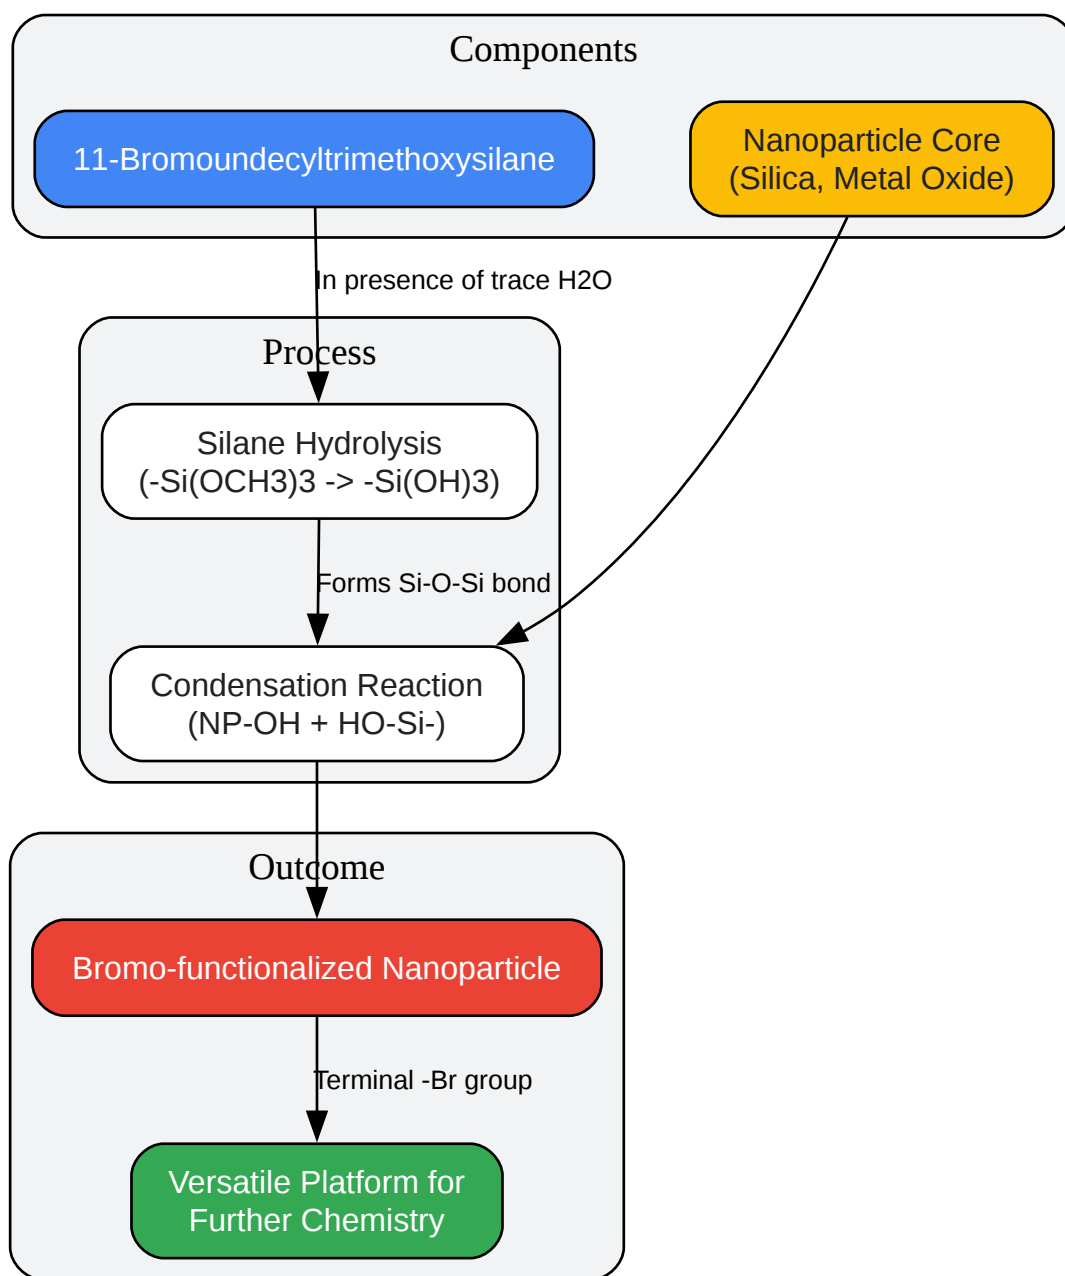 Components
11-Bromoundecyltrimethoxysilane
Nanoparticle Core
(Silica, Metal Oxide)
In presence of trace H2O
Process
Silane Hydrolysis
(-Si(OCH3)3 -> -Si(OH)3)
Forms Si-O-Si bond
Condensation Reaction
(NP-OH + HO-Si-)
Outcome
Bromo-functionalized Nanoparticle
Terminal -Br group
Versatile Platform for
Further Chemistry